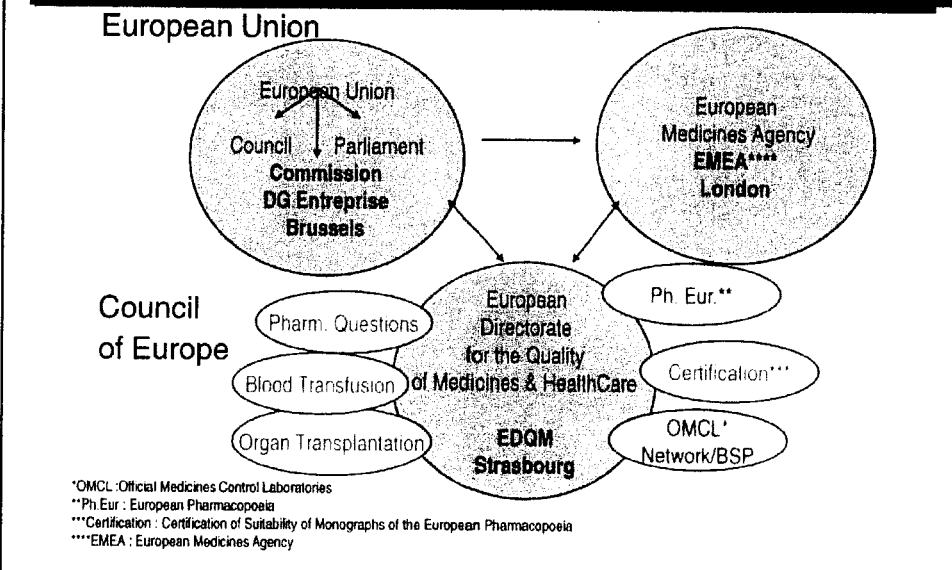 European Union
European Union
Council Parliament
Commission
DG Entreprise
Brussels
European
Medicines Agency
EMEA****
London
Council
of Europe
Pharm. Questions
Blood Transfusion
Organ Transplantation
European
Directorate
for the Quality
of Medicines & HealthCare
EDQM
Strasbourg
Ph. Eur.**
Certification***
OMCL*
Network/BSP
*OMCL :Official Medicines Control Laboratories
**Ph.Eur : European Pharmacopoeia
***Certification : Certification of Suitability of Monographs of the European Pharmacopoeia
****EMEA : European Medicines Agency